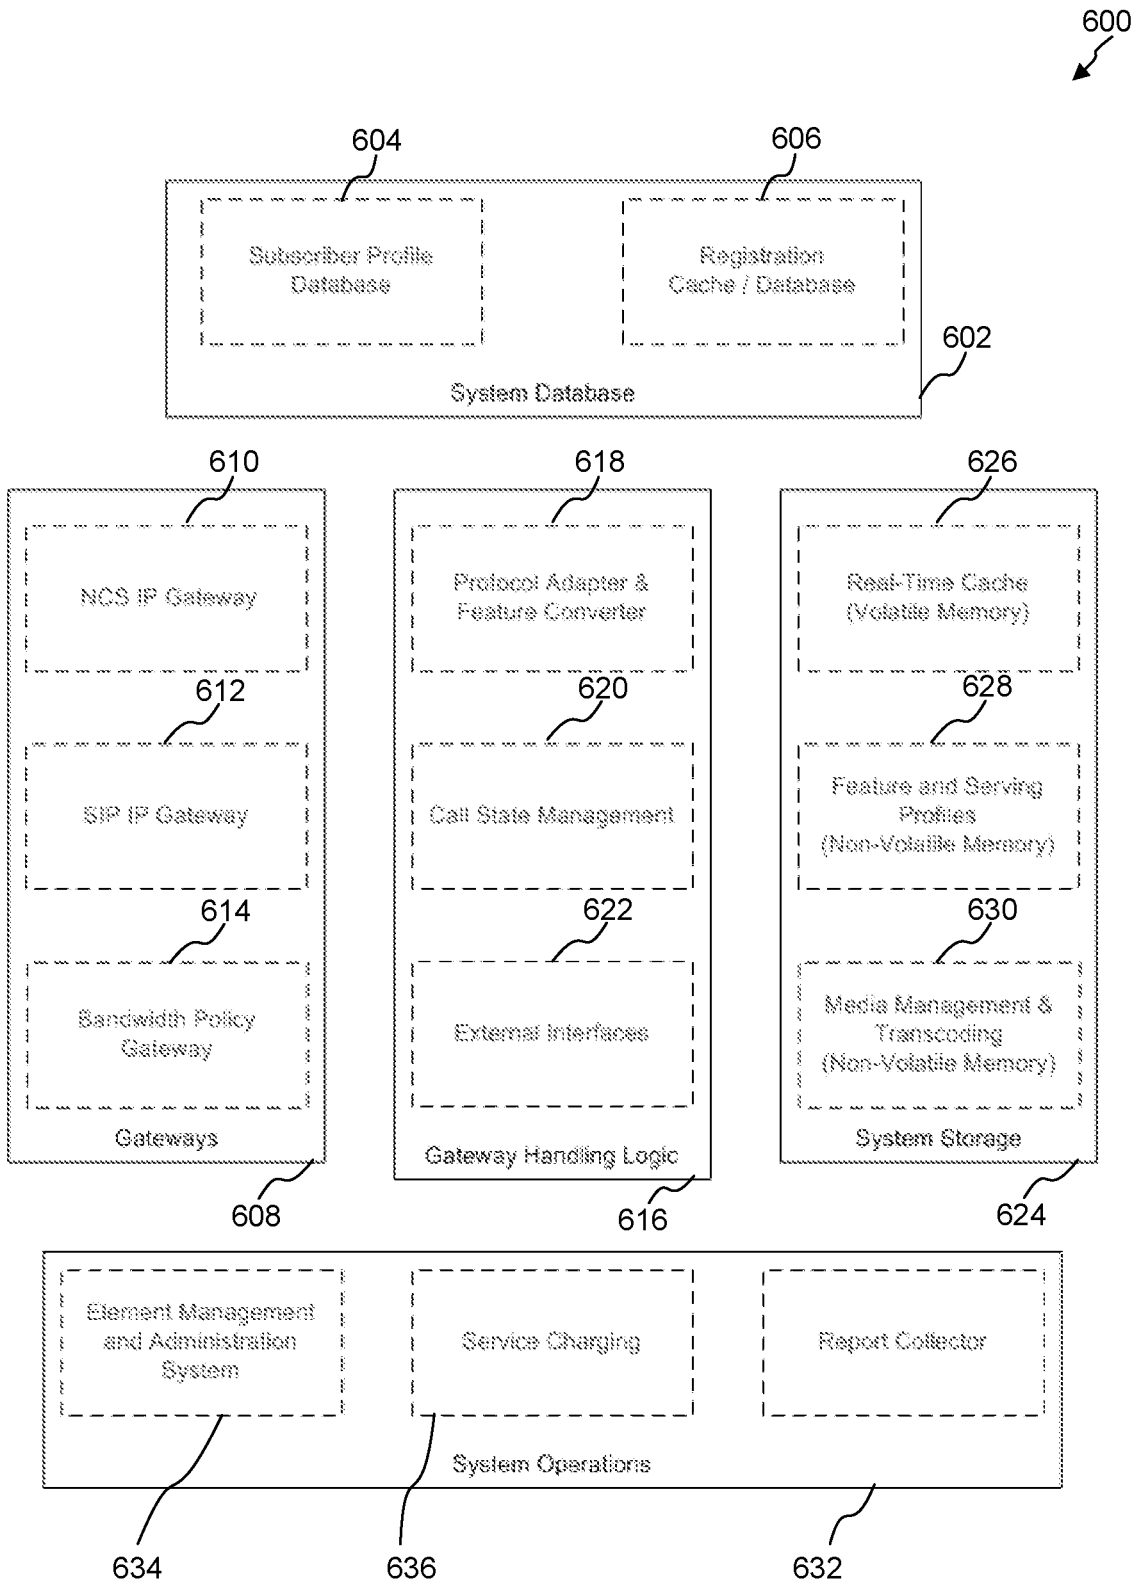 600
604
606
Subscriber Profile
Database
Registration
Cache / Database
602
System Database
610
618
626
NCS IP Gateway
Protocol Adapter &
Feature Converter
Real-Time Cache
(Volatile Memory)
612
620
628
SIP IP Gateway
Call State Management
Feature and Serving
Profiles
(Non-Volatile Memory)
614
622
630
Bandwidth Policy
Gateway
External Interfaces
Media Management &
Transcoding
(Non-Volatile Memory)
Gateways
Gateway Handling Logic
System Storage
608
616
624
Element Management
and Administration
System
Service Charging
Report Collector
System Operations
634
636
632